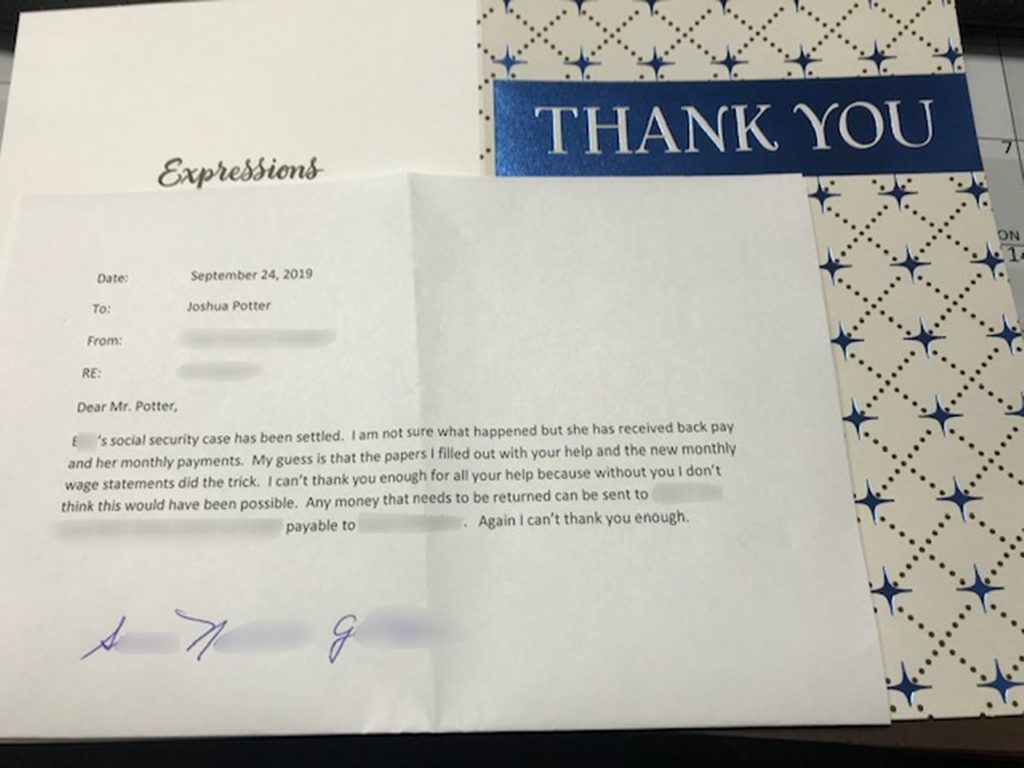 THANK YOU
Expressions
7
ON
14
Date: September 24, 2019
To: Joshua Potter
From:
RE:
Dear Mr. Potter,
E 's social security case has been settled. I am not sure what happened but she has received back pay
and her monthly payments. My guess is that the papers I filled out with your help and the new monthly
wage statements did the trick. I can't thank you enough for all your help because without you I don't
think this would have been possible. Any money that needs to be returned can be sent to
payable to . Again I can't thank you enough.
S N G